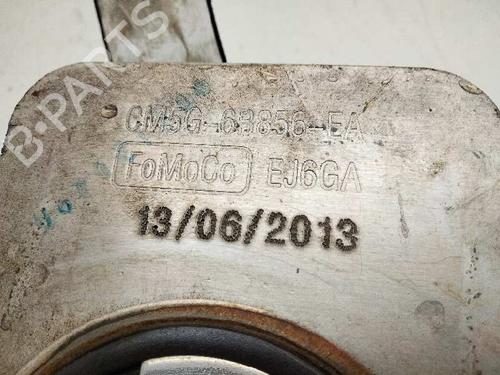 B-PARTS
CM5G-6B856-EA
FoMoCo EJ6GA
13/06/2013